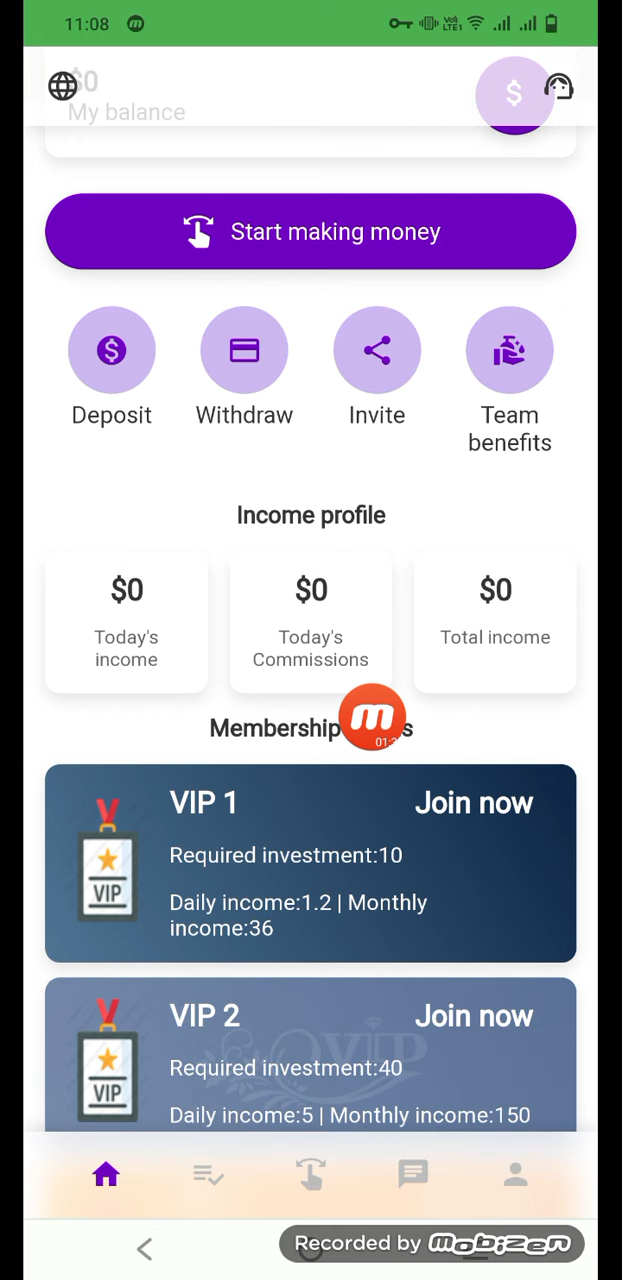 11:08
Vol)
LTE1
$0
My balance
$
Start making money
Deposit
Withdraw
Invite
Team
benefits
Income profile
$0
$0
$0
Today's
income
Today's
Commissions
Total income
Membership
s
m
VIP 1
Join now
Required investment:10
Daily income:1.2 | Monthly
income:36
VIP
VIP 2
Join now
Required investment:40
Daily income:5 | Monthly income:150
VIP
VIP
Recorded by mobizen